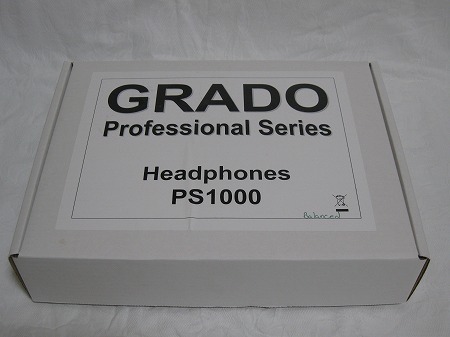 GRADO
Professional Series
Headphones
PS1000
Balanced